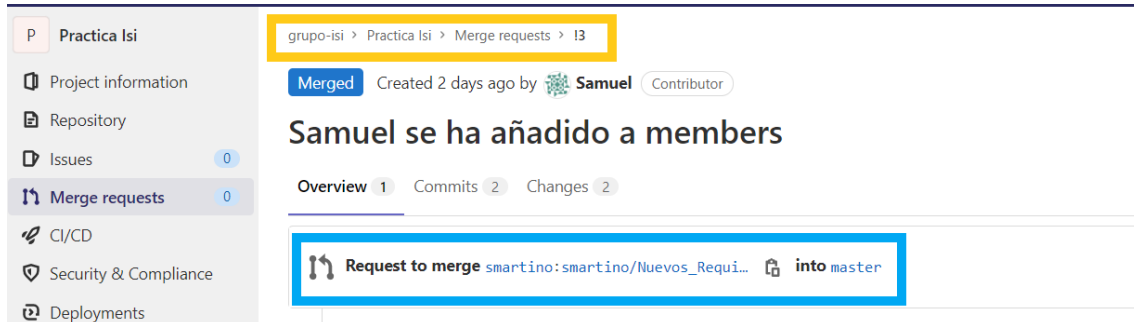 P Practica Isi
Project information
Repository
Issues 0
Merge requests 0
CI/CD
Security & Compliance
Deployments
grupo-isi > Practica Isi > Merge requests > !3
Merged Created 2 days ago by Samuel Contributor
Samuel se ha añadido a members
Overview 1 Commits 2 Changes 2
Request to merge smartino:smartino/Nuevos_Requi… into master